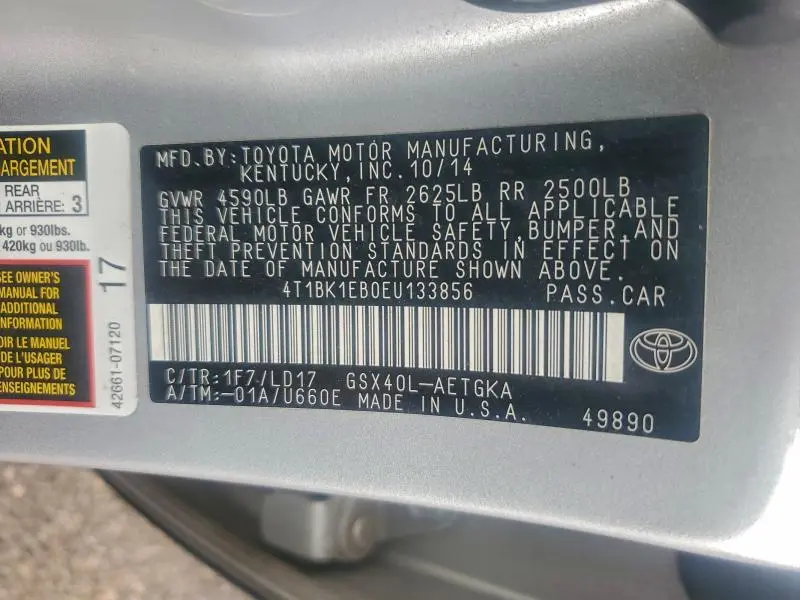 ATION
ARGEMENT
REAR
ARRIÈRE: 3
kg or 930lbs.
420kg ou 930lb.
SEE OWNER'S
MANUAL FOR
ADDITIONAL
INFORMATION
OIR LE MANUEL
DE L'USAGER
POUR PLUS DE
RENSEIGNEMENTS
17
42661-07120
MFD.BY:TOYOTA MOTOR MANUFACTURING,
KENTUCKY,INC.10/14
GVWR 4590LB GAWR FR 2625LB RR 2500LB
THIS VEHICLE CONFORMS TO ALL APPLICABLE
FEDERAL MOTOR VEHICLE SAFETY,BUMPER,AND
THEFT PREVENTION STANDARDS IN EFFECT ON
THE DATE OF MANUFACTURE SHOWN ABOVE.
4T1BK1EB0EU133856 PASS.CAR
C/TR:1F7/LD17 GSX40L-AETGKA
A/TM:-01A/U660E MADE IN U.S.A.
49890